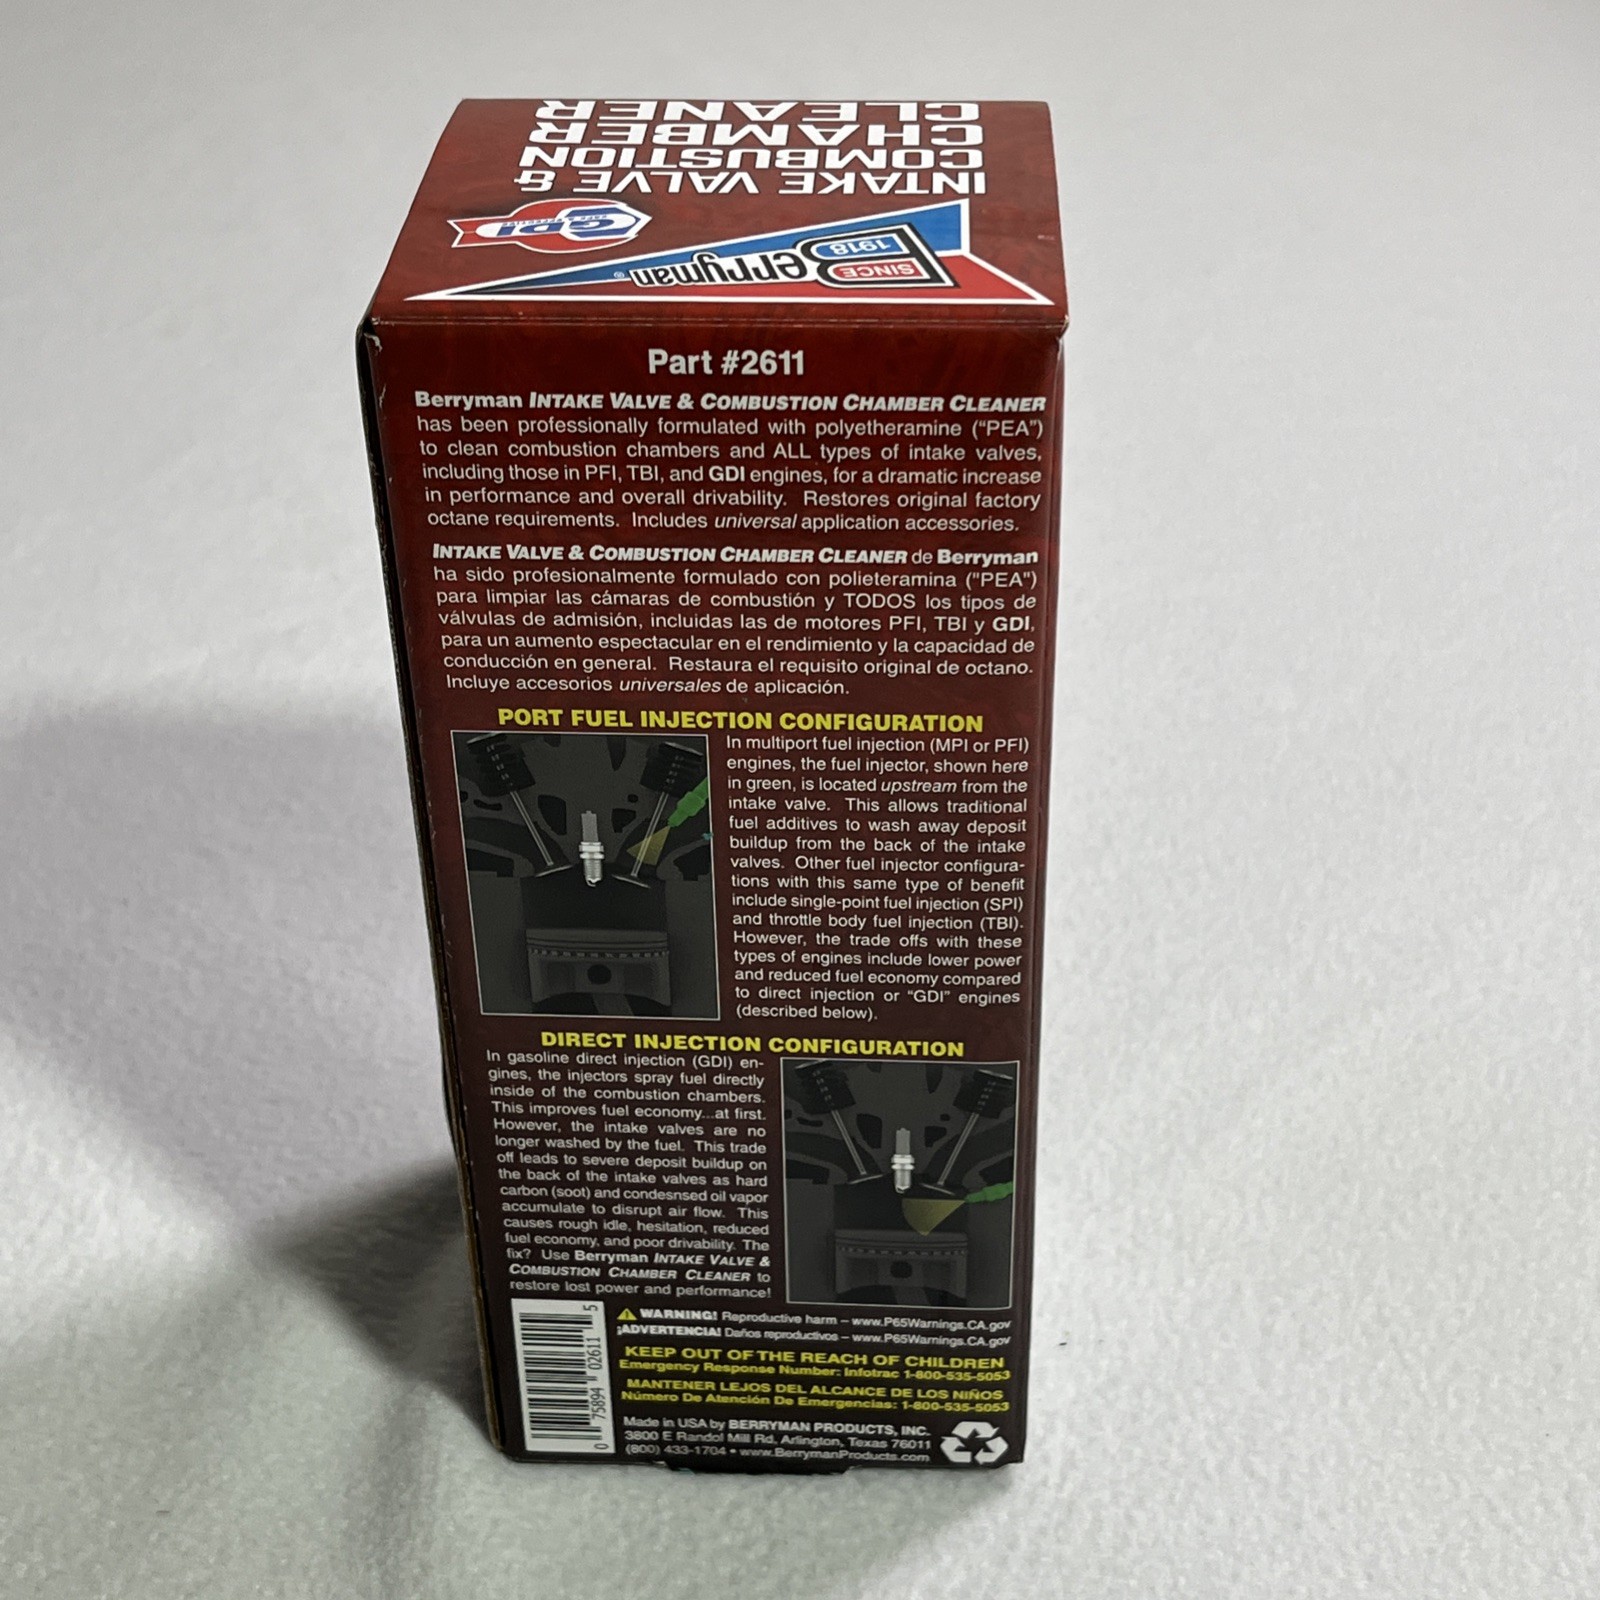 INTAKE VALVE &
COMBUSTION
CHAMBER
CLEANER
GDI
Berryman®
SINCE
1918
Part #2611
Berryman INTAKE VALVE & COMBUSTION CHAMBER CLEANER
has been professionally formulated with polyetheramine (“PEA”)
to clean combustion chambers and ALL types of intake valves,
including those in PFI, TBI, and GDI engines, for a dramatic increase
in performance and overall drivability. Restores original factory
octane requirements. Includes universal application accessories.
INTAKE VALVE & COMBUSTION CHAMBER CLEANER de Berryman
ha sido profesionalmente formulado con polieteramina ("PEA")
para limpiar las cámaras de combustión y TODOS los tipos de
válvulas de admisión, incluidas las de motores PFI, TBI y GDI,
para un aumento espectacular en el rendimiento y la capacidad de
conducción en general. Restaura el requisito original de octano.
Incluye accesorios universales de aplicación.
PORT FUEL INJECTION CONFIGURATION
In multiport fuel injection (MPI or PFI)
engines, the fuel injector, shown here
in green, is located upstream from the
intake valve. This allows traditional
fuel additives to wash away deposit
buildup from the back of the intake
valves. Other fuel injector configura-
tions with this same type of benefit
include single-point fuel injection (SPI)
and throttle body fuel injection (TBI).
However, the trade offs with these
types of engines include lower power
and reduced fuel economy compared
to direct injection or “GDI” engines
(described below).
DIRECT INJECTION CONFIGURATION
In gasoline direct injection (GDI) en-
gines, the injectors spray fuel directly
inside of the combustion chambers.
This improves fuel economy...at first.
However, the intake valves are no
longer washed by the fuel. This trade
off leads to severe deposit buildup on
the back of the intake valves as hard
carbon (soot) and condesnsed oil vapor
accumulate to disrupt air flow. This
causes rough idle, hesitation, reduced
fuel economy, and poor drivability. The
fix? Use Berryman INTAKE VALVE &
COMBUSTION CHAMBER CLEANER to
restore lost power and performance!
WARNING! Reproductive harm – www.P65Warnings.CA.gov
¡ADVERTENCIA! Daños reproductivos – www.P65Warnings.CA.gov
KEEP OUT OF THE REACH OF CHILDREN
Emergency Response Number: Infotrac 1-800-535-5053
MANTENER LEJOS DEL ALCANCE DE LOS NIÑOS
Número De Atención De Emergencias: 1-800-535-5053
Made in USA by BERRYMAN PRODUCTS, INC.
3800 E Randol Mill Rd, Arlington, Texas 76011
(800) 433-1704 • www.BerrymanProducts.com
0 75894 02611 5